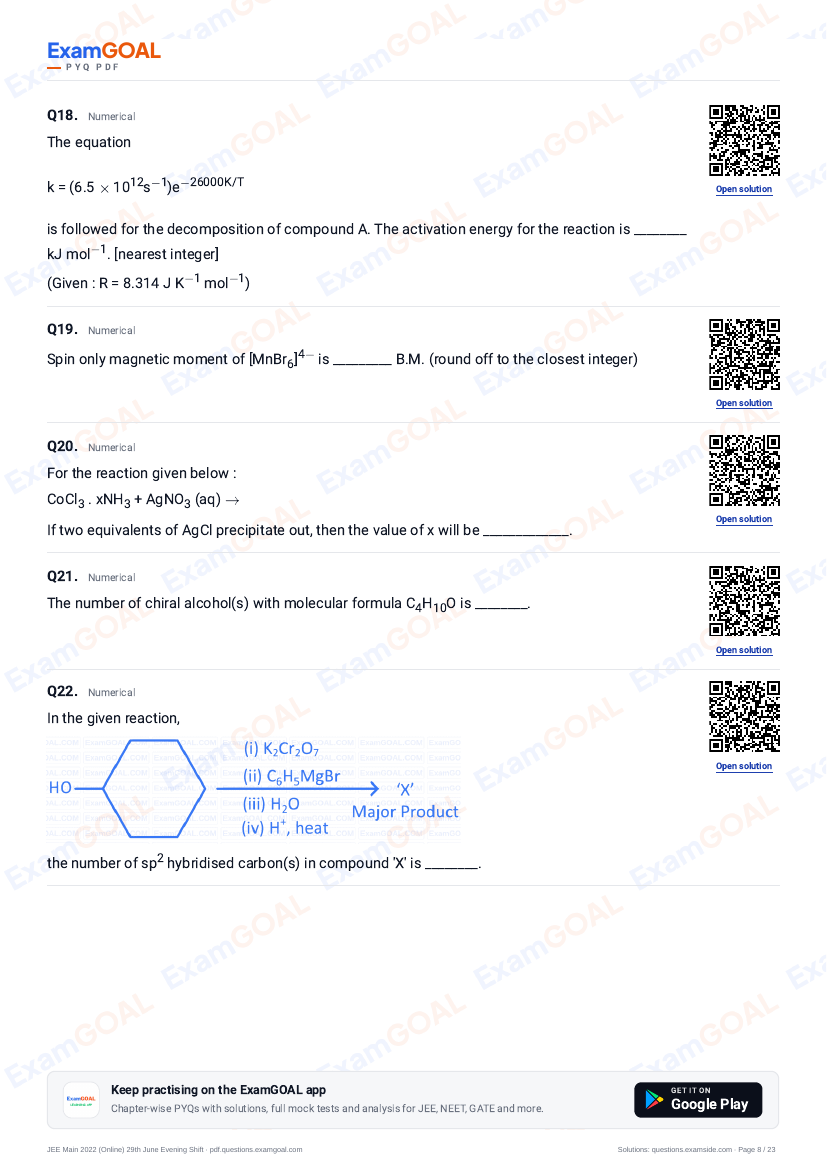 ExamGOAL
PYQ PDF
Q18. Numerical
The equation
k = (6.5 × 10¹²s⁻¹)e⁻²⁶⁰⁰⁰ᴷ/ᵀ
Open solution
is followed for the decomposition of compound A. The activation energy for the reaction is ________
kJ mol⁻¹. [nearest integer]
(Given : R = 8.314 J K⁻¹ mol⁻¹)
Q19. Numerical
Spin only magnetic moment of [MnBr₆]⁴⁻ is _________ B.M. (round off to the closest integer)
Open solution
Q20. Numerical
For the reaction given below :
CoCl₃ . xNH₃ + AgNO₃ (aq) →
Open solution
If two equivalents of AgCl precipitate out, then the value of x will be _____________.
Q21. Numerical
The number of chiral alcohol(s) with molecular formula C₄H₁₀O is ________.
Open solution
Q22. Numerical
In the given reaction,
Open solution
(i) K₂Cr₂O₇
(ii) C₆H₅MgBr
HO
'X'
(iii) H₂O
Major Product
(iv) H⁺, heat
the number of sp² hybridised carbon(s) in compound 'X' is ________.
Keep practising on the ExamGOAL app
Chapter-wise PYQs with solutions, full mock tests and analysis for JEE, NEET, GATE and more.
GET IT ON
Google Play
JEE Main 2022 (Online) 29th June Evening Shift · pdf.questions.examgoal.com
Solutions: questions.examside.com · Page 8 / 23